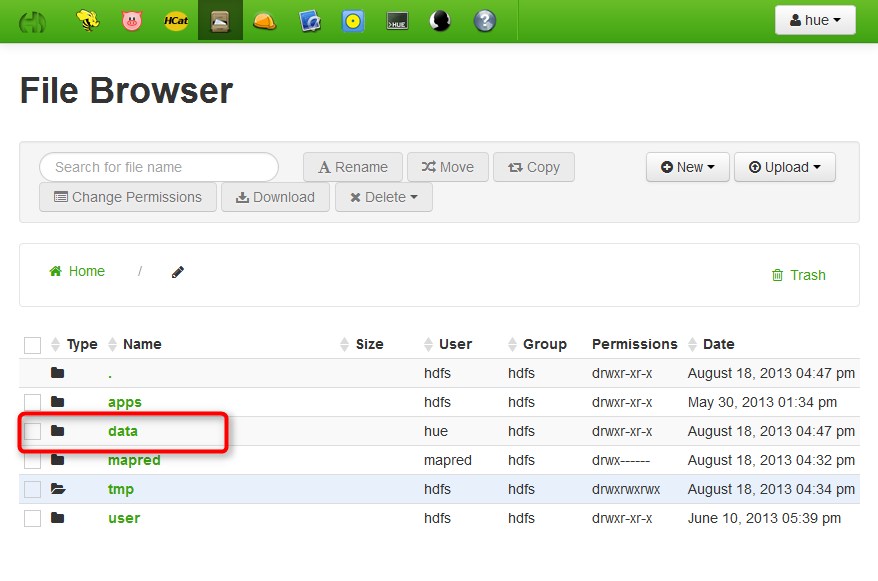 HCat HUE hue
File Browser
Search for file name Rename Move Copy New Upload
Change Permissions Download Delete
Home / Trash
Type Name Size User Group Permissions Date
. hdfs hdfs drwxr-xr-x August 18, 2013 04:47 pm
apps hdfs hdfs drwxr-xr-x May 30, 2013 01:34 pm
data hue hdfs drwxr-xr-x August 18, 2013 04:47 pm
mapred mapred hdfs drwx------ August 18, 2013 04:32 pm
tmp hdfs hdfs drwxrwxrwx August 18, 2013 04:34 pm
user hdfs hdfs drwxr-xr-x June 10, 2013 05:39 pm